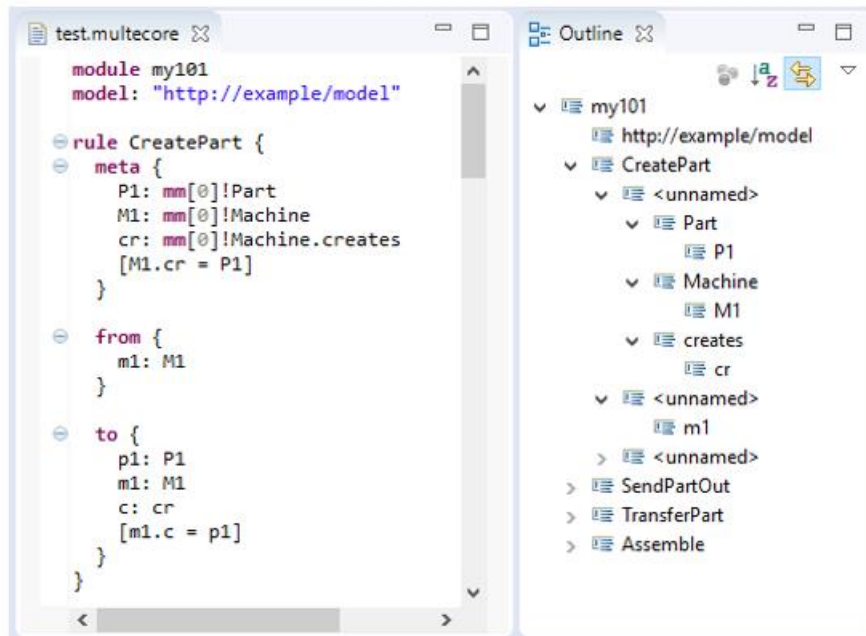 test.multecore
module my101
model: "http://example/model"
rule CreatePart {
meta {
P1: mm[0]!Part
M1: mm[0]!Machine
cr: mm[0]!Machine.creates
[M1.cr = P1]
}
from {
m1: M1
}
to {
p1: P1
m1: M1
c: cr
[m1.c = p1]
}
}
Outline
a
z
my101
http://example/model
CreatePart
<unnamed>
Part
P1
Machine
M1
creates
cr
<unnamed>
m1
<unnamed>
SendPartOut
TransferPart
Assemble